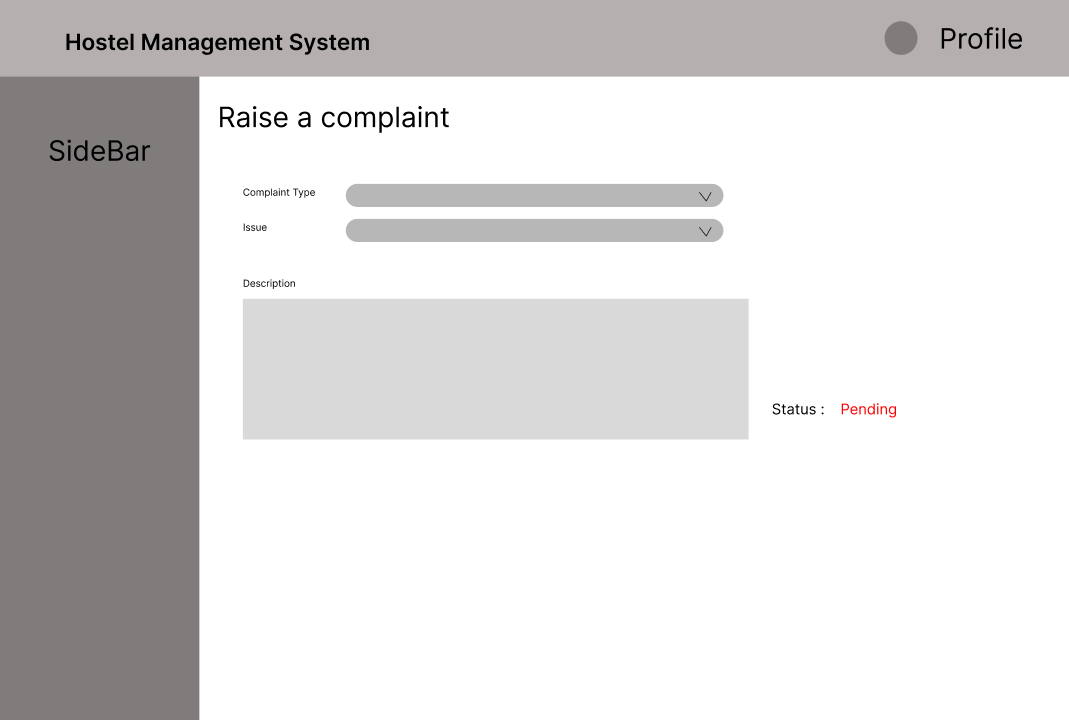 Hostel Management System
Profile
SideBar
Raise a complaint
Complaint Type
Issue
Description
Status : Pending